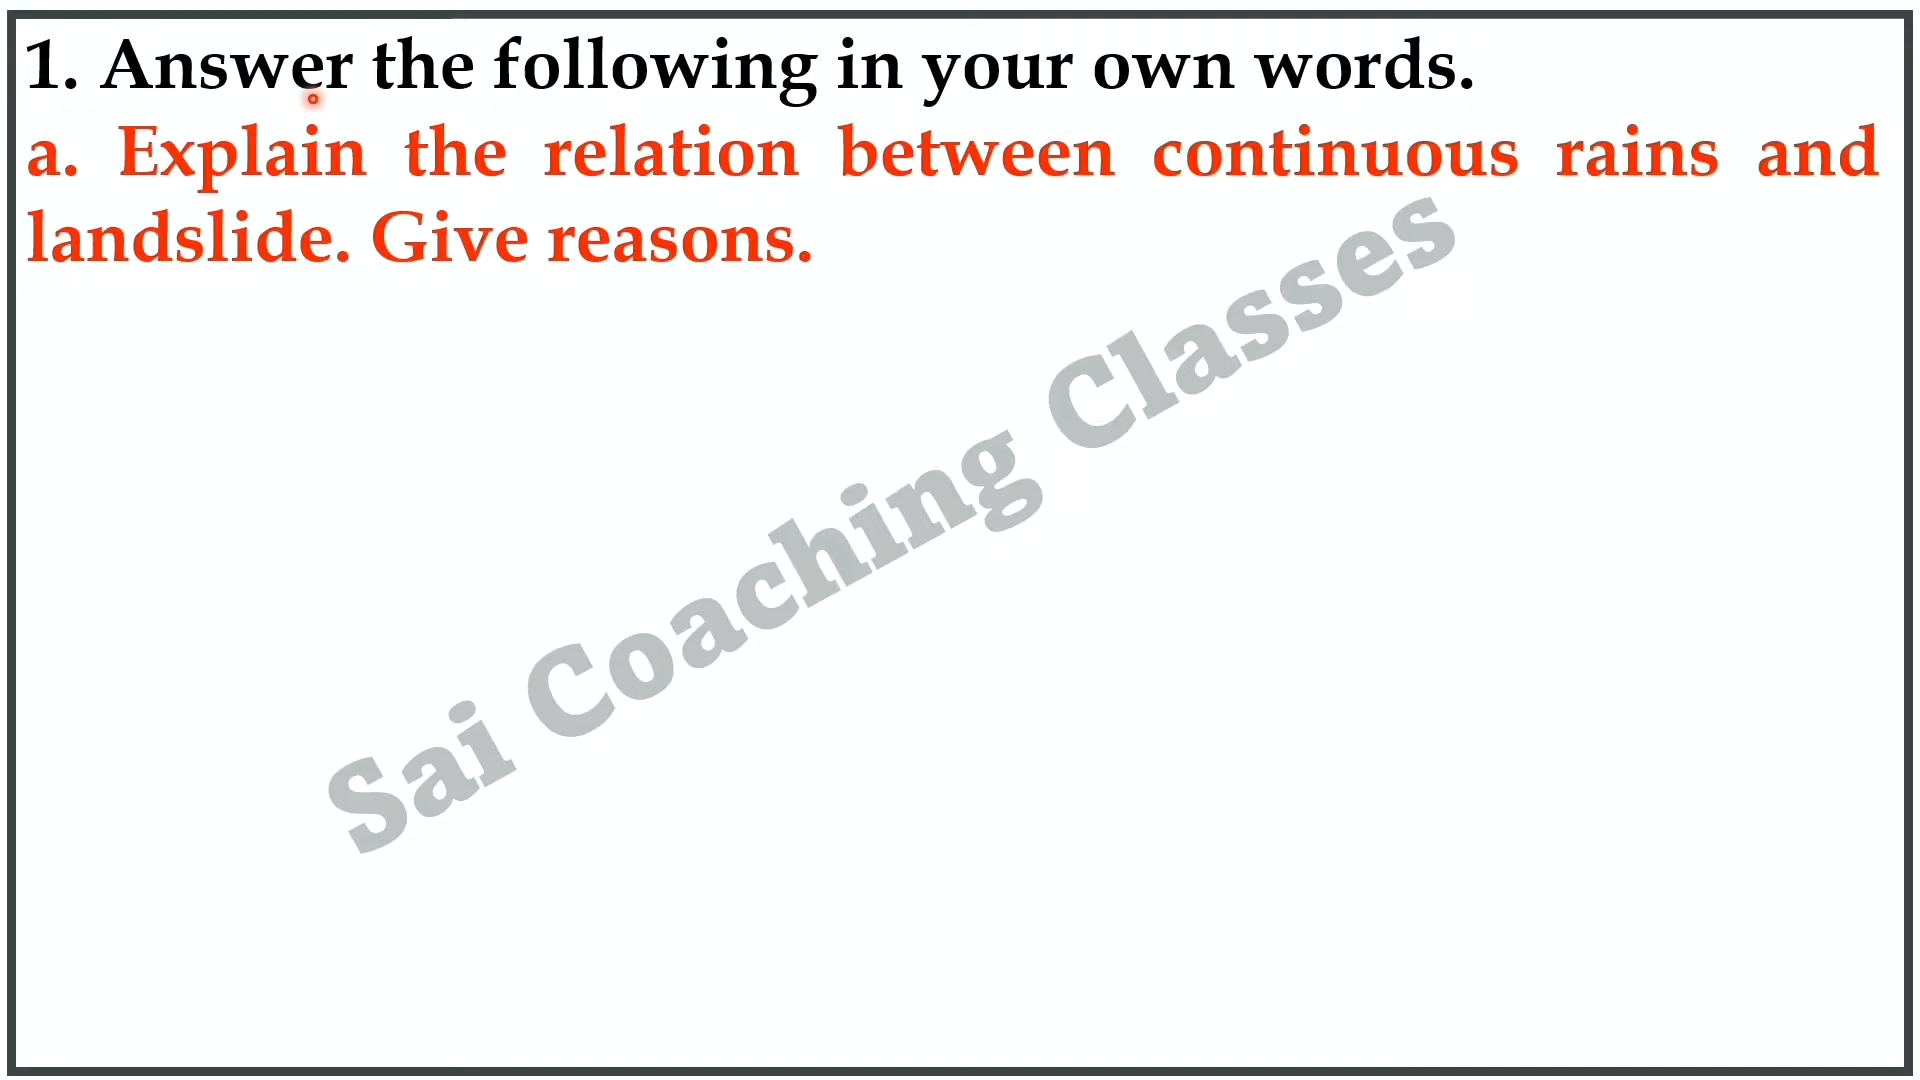 1. Answer the following in your own words.
a. Explain the relation between continuous rains and
landslide. Give reasons.
Sai Coaching Classes